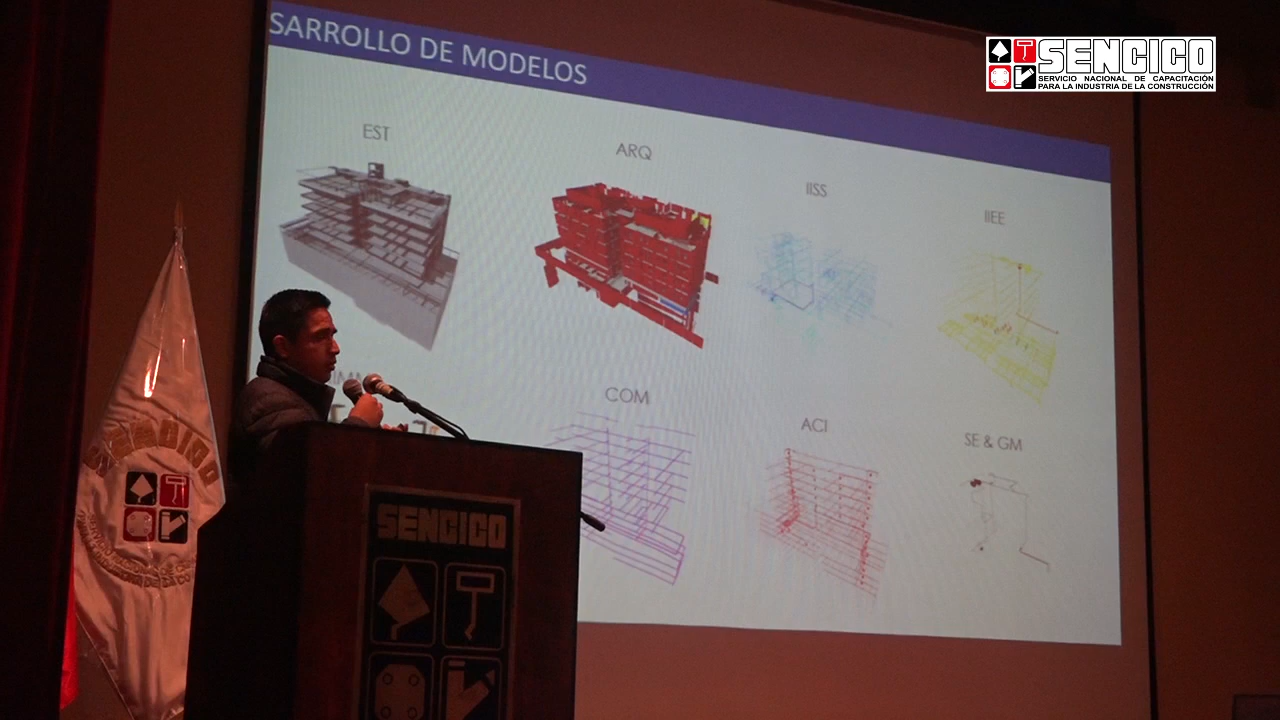 SARROLLO DE MODELOS
SENCICO
SERVICIO NACIONAL DE CAPACITACIÓN
PARA LA INDUSTRIA DE LA CONSTRUCCIÓN
EST
ARQ
IISS
IIEE
COM
ACI
SE & GM
SENCICO